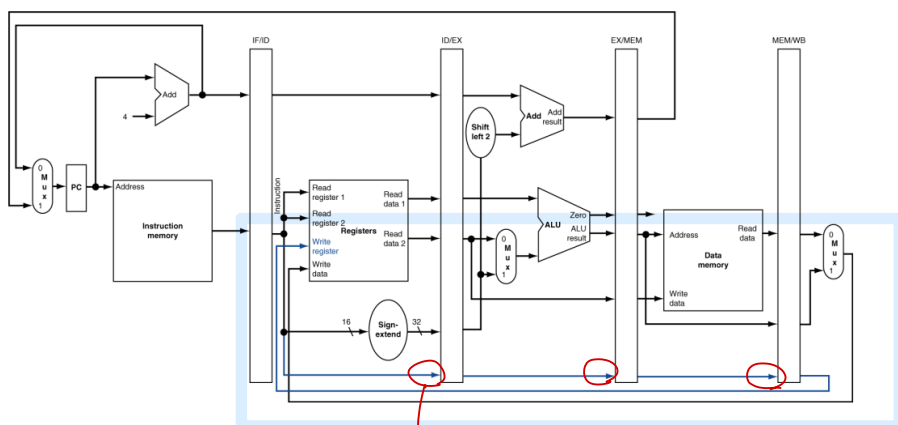 IF/ID
ID/EX
EX/MEM
MEM/WB
Add
4
Shift
left 2
Add
Add
result
0
M
u
x
1
PC
Address
Instruction
memory
Instruction
Read
register 1
Read
register 2
Write
register
Write
data
Registers
Read
data 1
Read
data 2
16
Sign-
extend
32
0
M
u
x
1
ALU
Zero
ALU
result
Address
Write
data
Data
memory
Read
data
0
M
u
x
1